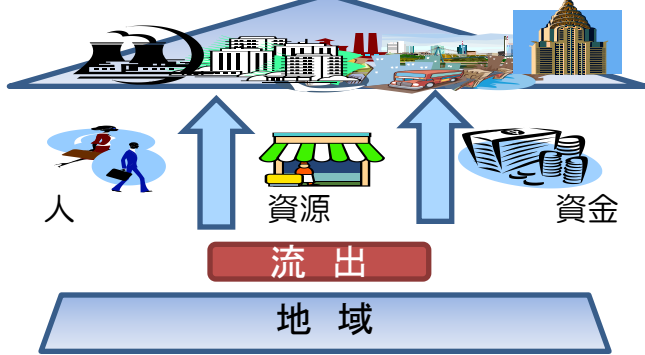 人 資源 資金
流 出
地 域